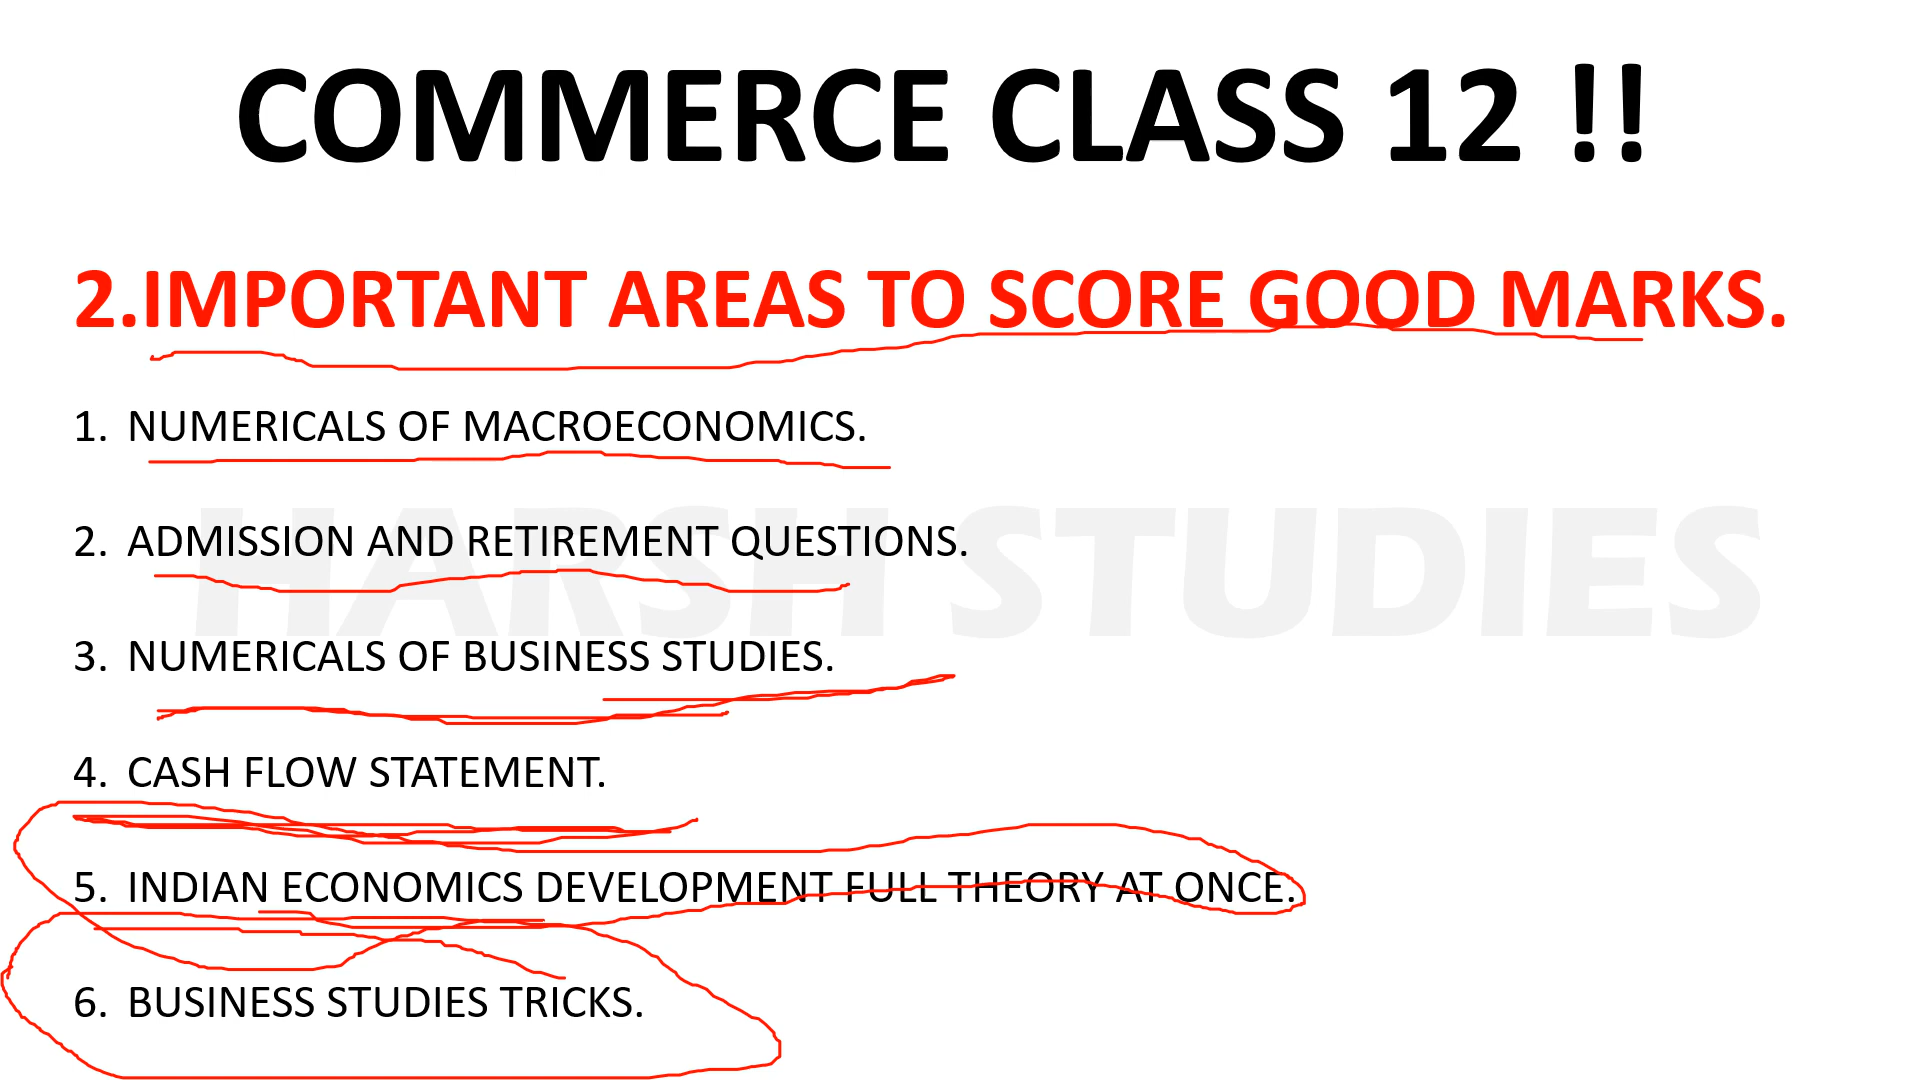 COMMERCE CLASS 12 !!
2.IMPORTANT AREAS TO SCORE GOOD MARKS.
1. NUMERICALS OF MACROECONOMICS.
2. ADMISSION AND RETIREMENT QUESTIONS.
HARSH STUDIES
3. NUMERICALS OF BUSINESS STUDIES.
4. CASH FLOW STATEMENT.
5. INDIAN ECONOMICS DEVELOPMENT FULL THEORY AT ONCE.
6. BUSINESS STUDIES TRICKS.